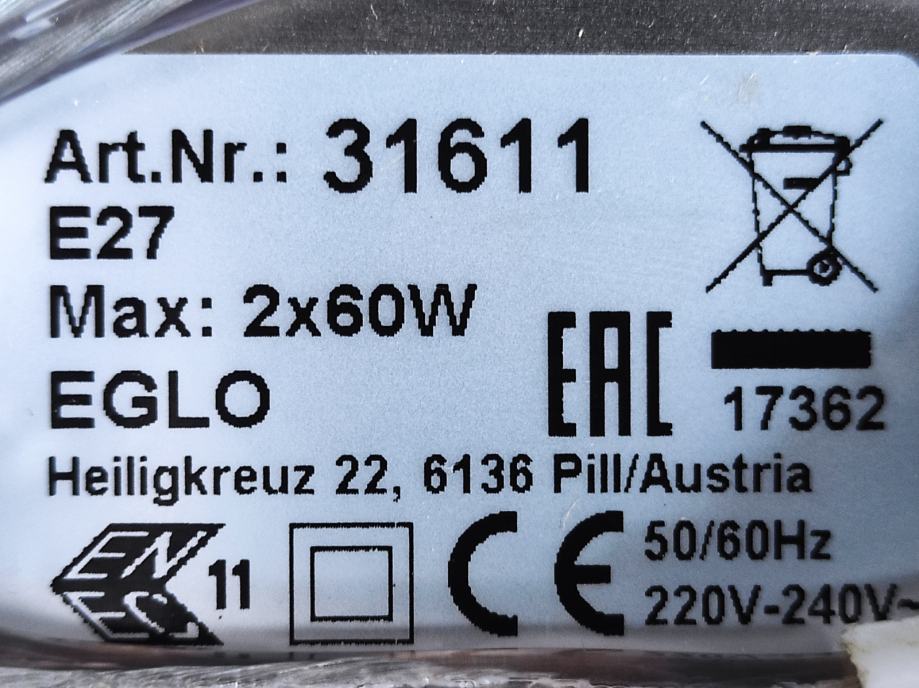 Art.Nr.: 31611
E27
Max: 2x60W
EAC
17362
EGLO
Heiligkreuz 22, 6136 Pill/Austria
ENEC 11
CE
50/60Hz
220V-240V~